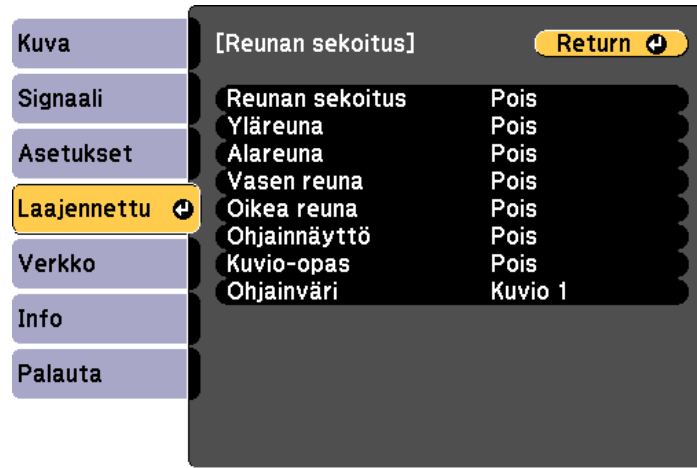 Kuva
Signaali
Asetukset
Laajennettu
Verkko
Info
Palauta
[Reunan sekoitus] Return
Reunan sekoitus Pois
Yläreuna Pois
Alareuna Pois
Vasen reuna Pois
Oikea reuna Pois
Ohjainnäyttö Pois
Kuvio-opas Pois
Ohjainväri Kuvio 1